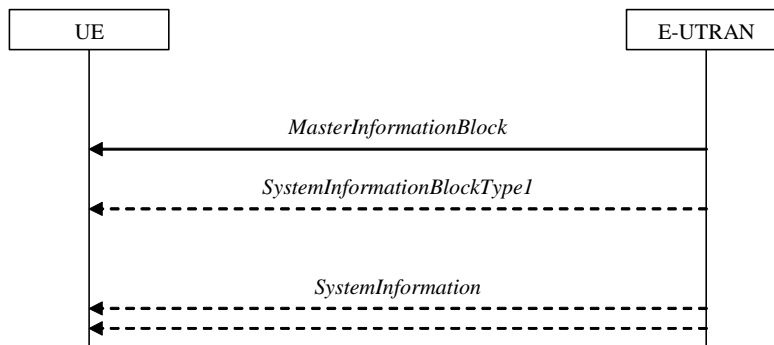 UE
E-UTRAN
MasterInformationBlock
SystemInformationBlockType1
SystemInformation